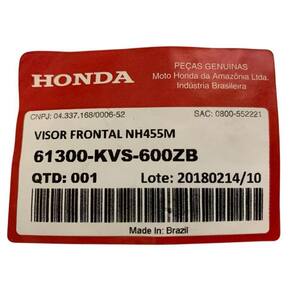 HONDA
PEÇAS GENUINAS
Moto Honda da Amazônia Ltda.
Indústria Brasileira
CNPJ: 04.337.168/0006-52
SAC: 0800-552221
VISOR FRONTAL NH455M
61300-KVS-600ZB
QTD: 001
Lote: 20180214/10
Made In: Brazil